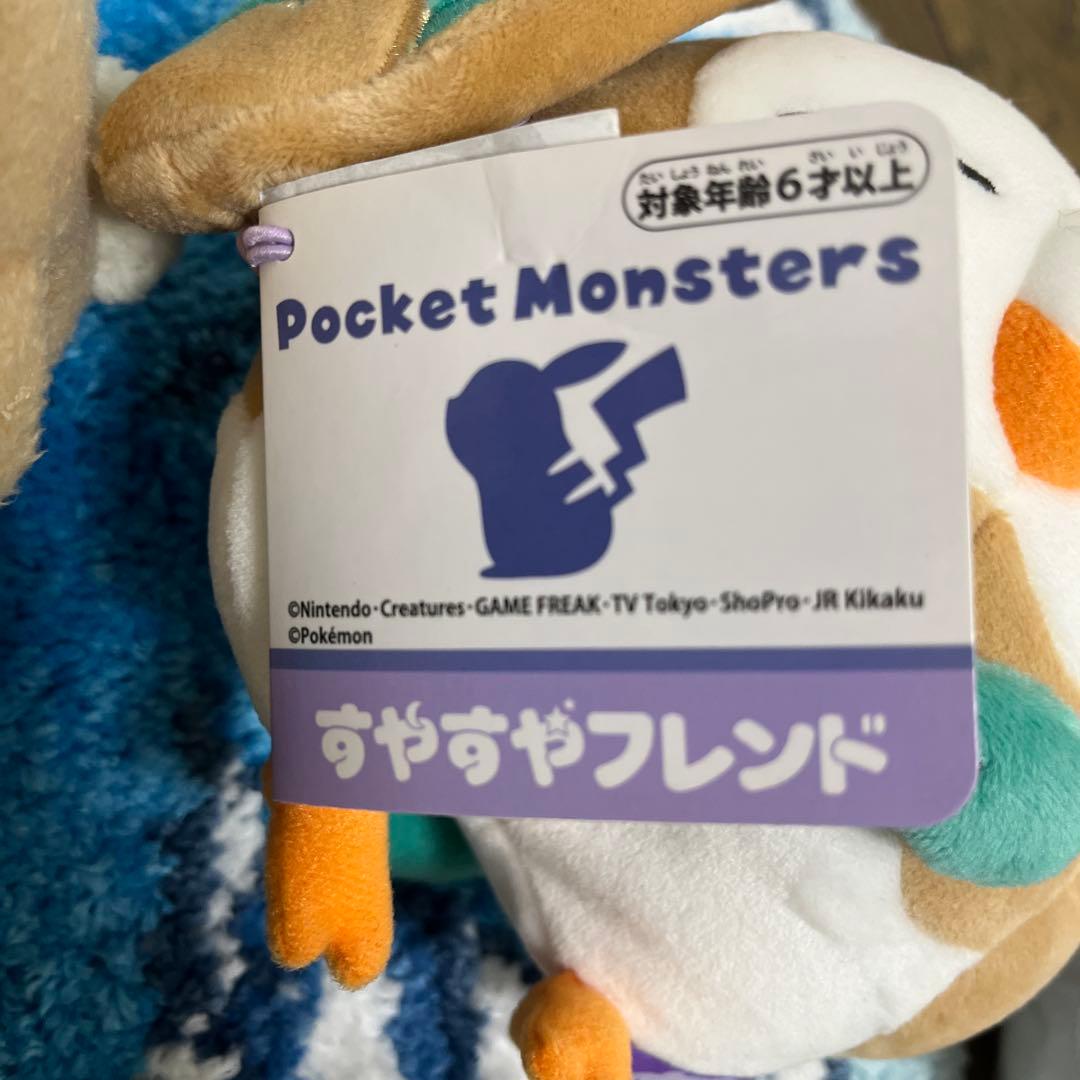 たいしょうねんれい さい いじょう
対象年齢6才以上
Pocket Monsters
©Nintendo・Creatures・GAME FREAK・TV Tokyo・ShoPro・JR Kikaku
©Pokémon
すやすやフレンド